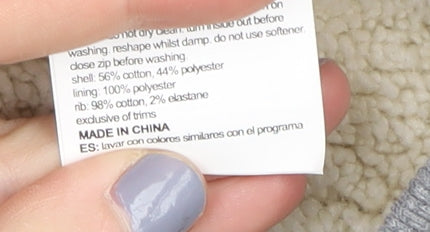 not dry clean. turn inside out before
washing. reshape whilst damp. do not use softener.
close zip before washing
shell: 56% cotton, 44% polyester
lining: 100% polyester
rib: 98% cotton, 2% elastane
exclusive of trims
MADE IN CHINA
ES: lavar con colores similares con el programa